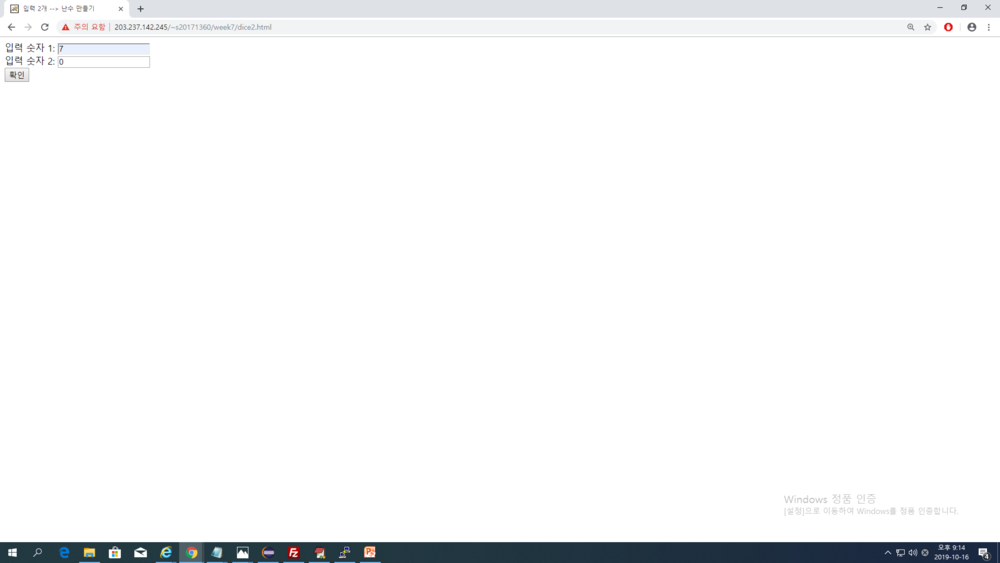 입력 2개 --> 난수 만들기
주의 요함 | 203.237.142.245/~s20171360/week7/dice2.html
입력 숫자 1: 7
입력 숫자 2: 0
확인
Windows 정품 인증
[설정]으로 이동하여 Windows를 정품 인증합니다.
오후 9:14
2019-10-16
4